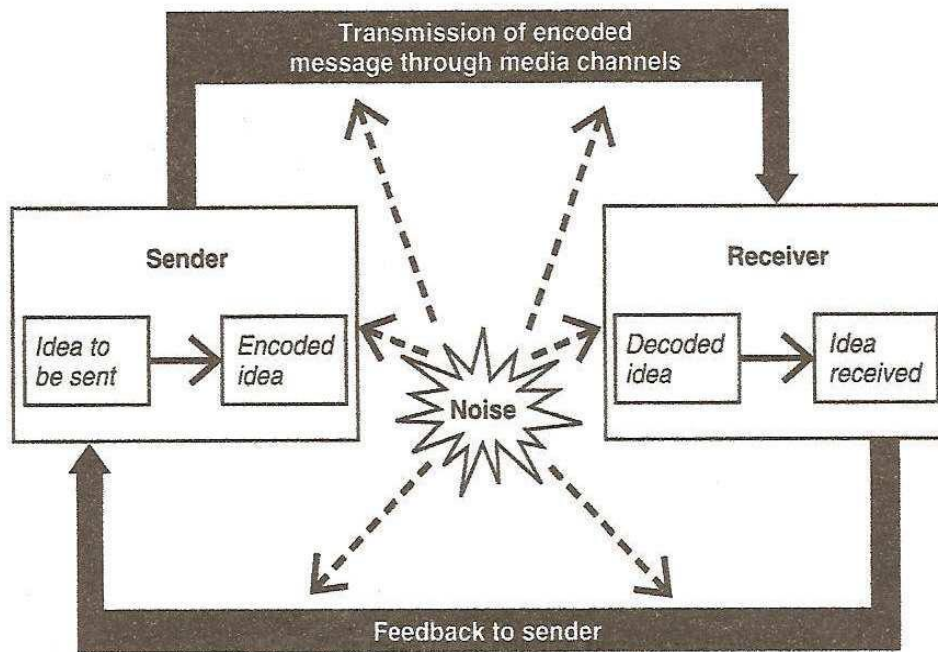 Transmission of encoded
message through media channels
Sender
Idea to
be sent
Encoded
idea
Noise
Receiver
Decoded
idea
Idea
received
Feedback to sender